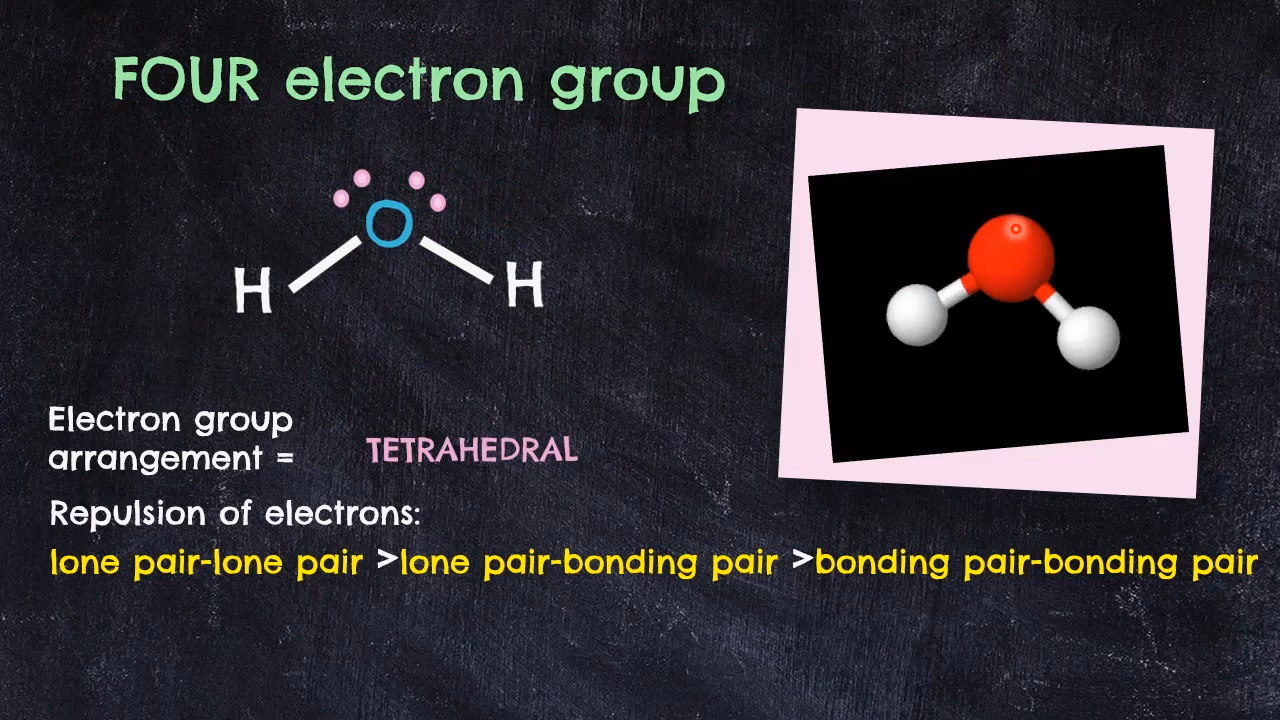 FOUR electron group
O
H
H
Electron group
arrangement =
TETRAHEDRAL
Repulsion of electrons:
lone pair-lone pair >lone pair-bonding pair >bonding pair-bonding pair